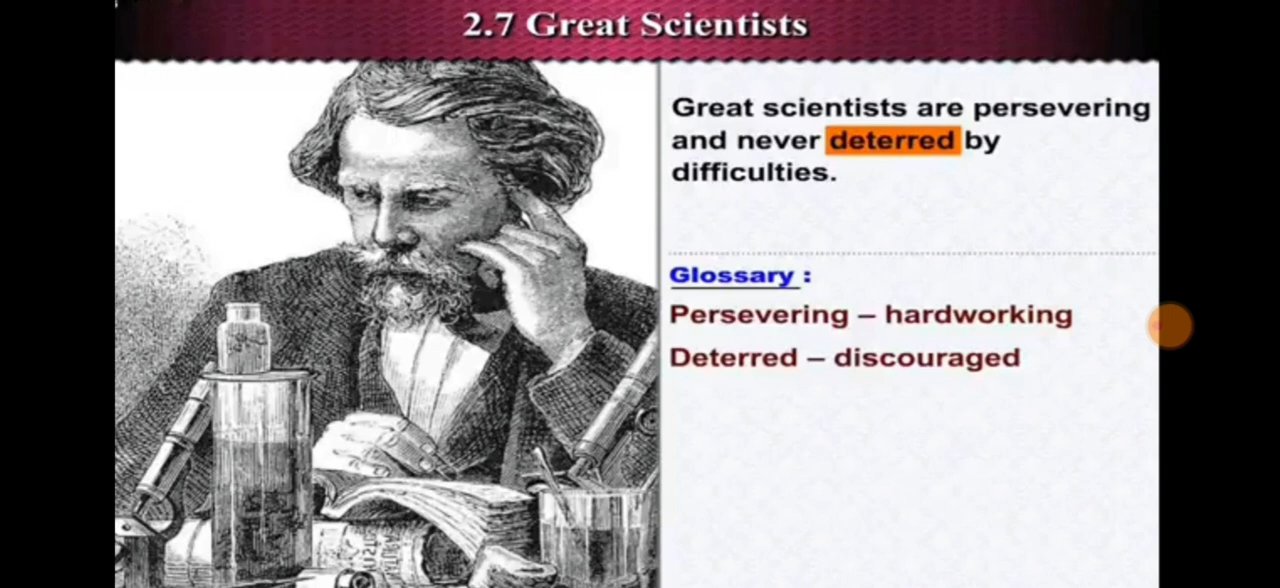 2.7 Great Scientists
Great scientists are persevering
and never deterred by
difficulties.
Glossary :
Persevering – hardworking
Deterred – discouraged